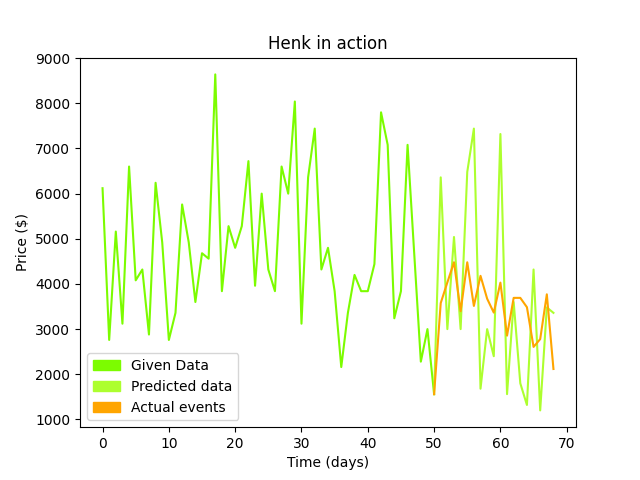 Henk in action
9000
8000
7000
6000
5000
4000
3000
2000
1000
Price ($)
Given Data
Predicted data
Actual events
0 10 20 30 40 50 60 70
Time (days)